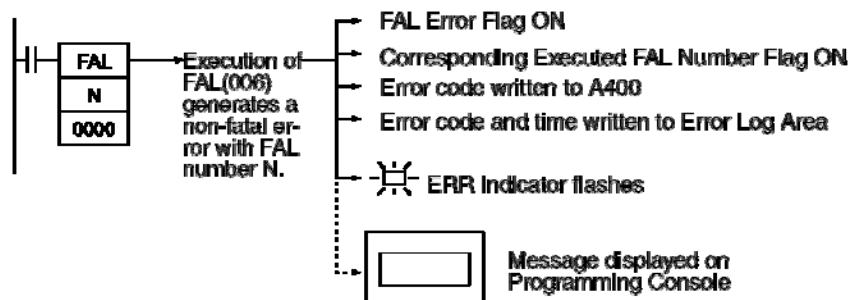 FAL
N
0000
Execution of
FAL(006)
generates a
non-fatal er-
ror with FAL
number N.
FAL Error Flag ON
Corresponding Executed FAL Number Flag ON
Error code written to A400
Error code and time written to Error Log Area
ERR Indicator flashes
Message displayed on
Programming Console